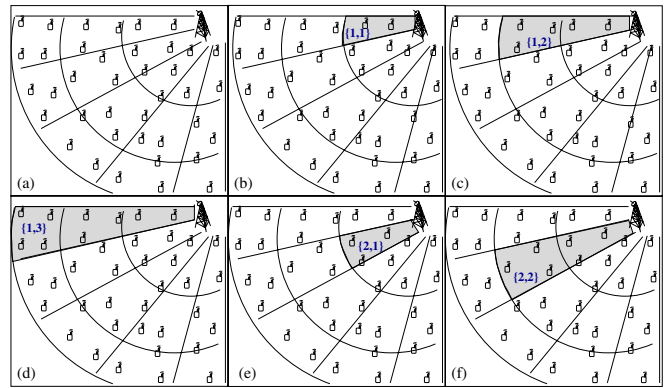 {1,1}
{1,2}
(a)
(b)
(c)
{1,3}
{2,1}
{2,2}
(d)
(e)
(f)